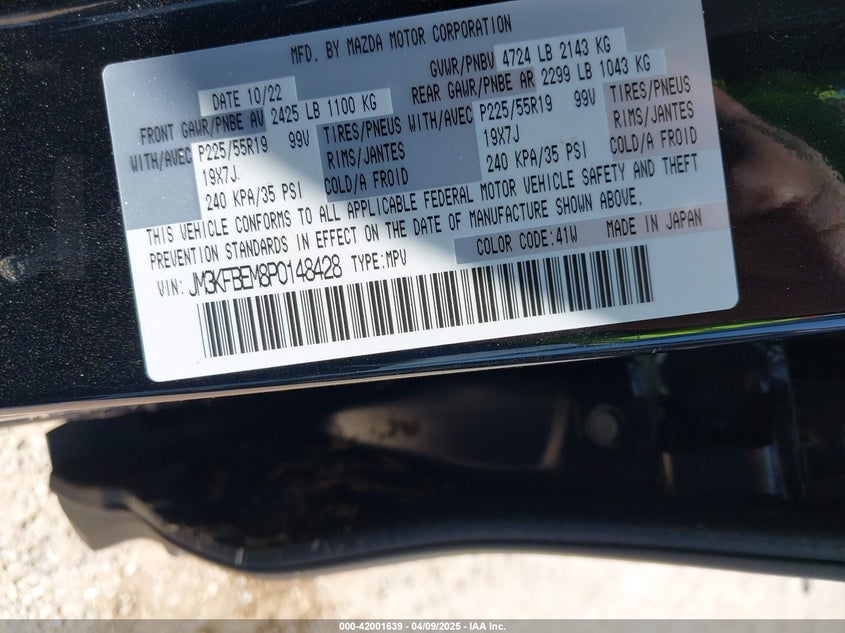 MFD. BY MAZDA MOTOR CORPORATION
DATE 10/22 GVWR/PNBV 4724 LB 2143 KG
FRONT GAWR/PNBE AV 2425 LB 1100 KG REAR GAWR/PNBE AR 2299 LB 1043 KG
WITH/AVEC P225/55R19 99V TIRES/PNEUS WITH/AVEC P225/55R19 99V TIRES/PNEUS
19X7J RIMS/JANTES 19X7J RIMS/JANTES
240 KPA/35 PSI COLD/A FROID 240 KPA/35 PSI COLD/A FROID
THIS VEHICLE CONFORMS TO ALL APPLICABLE FEDERAL MOTOR VEHICLE SAFETY AND THEFT
PREVENTION STANDARDS IN EFFECT ON THE DATE OF MANUFACTURE SHOWN ABOVE.
COLOR CODE:41W MADE IN JAPAN
VIN: JM3KFBEM8P0148428 TYPE:MPV
000-42001639 | 04/09/2025 | IAA Inc.